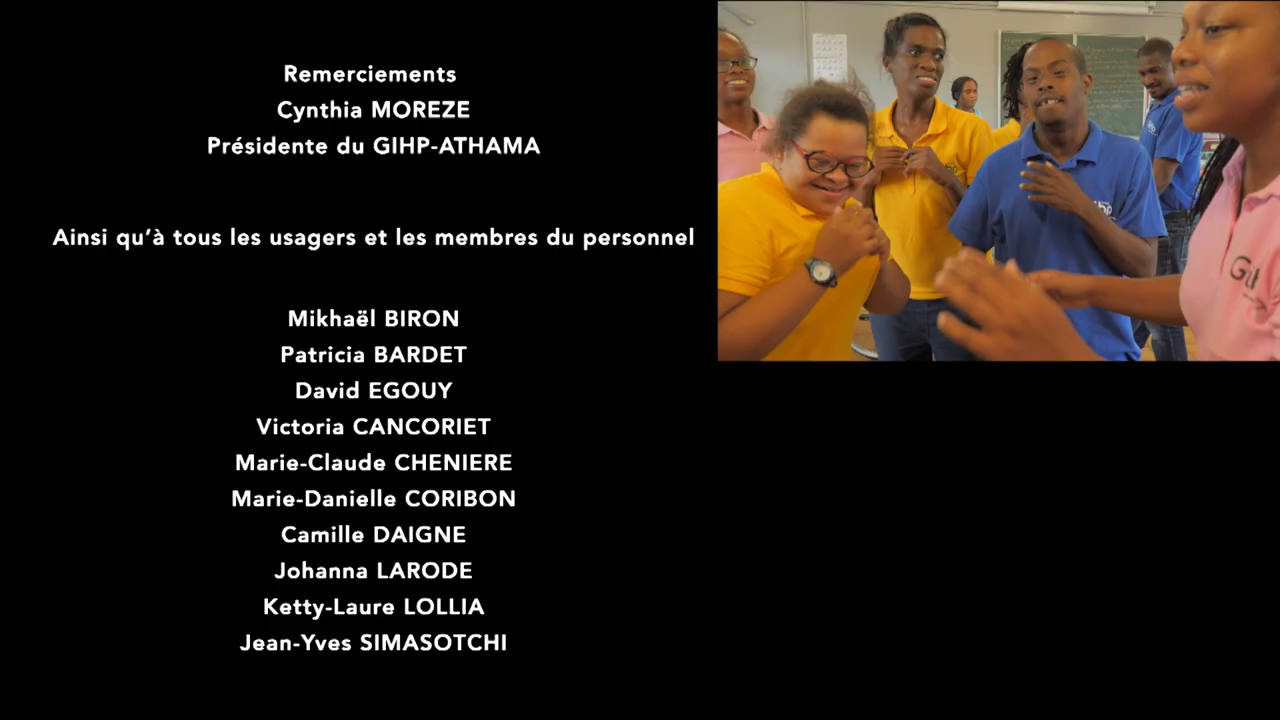 Remerciements
Cynthia MOREZE
Présidente du GIHP-ATHAMA
Ainsi qu’à tous les usagers et les membres du personnel
Mikhaël BIRON
Patricia BARDET
David EGOUY
Victoria CANCORIET
Marie-Claude CHENIERE
Marie-Danielle CORIBON
Camille DAIGNE
Johanna LARODE
Ketty-Laure LOLLIA
Jean-Yves SIMASOTCHI